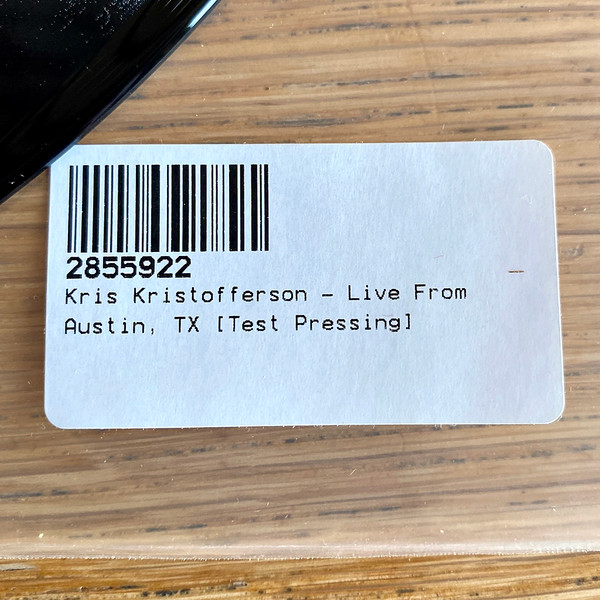 2855922
Kris Kristofferson - Live From
Austin, TX [Test Pressing]